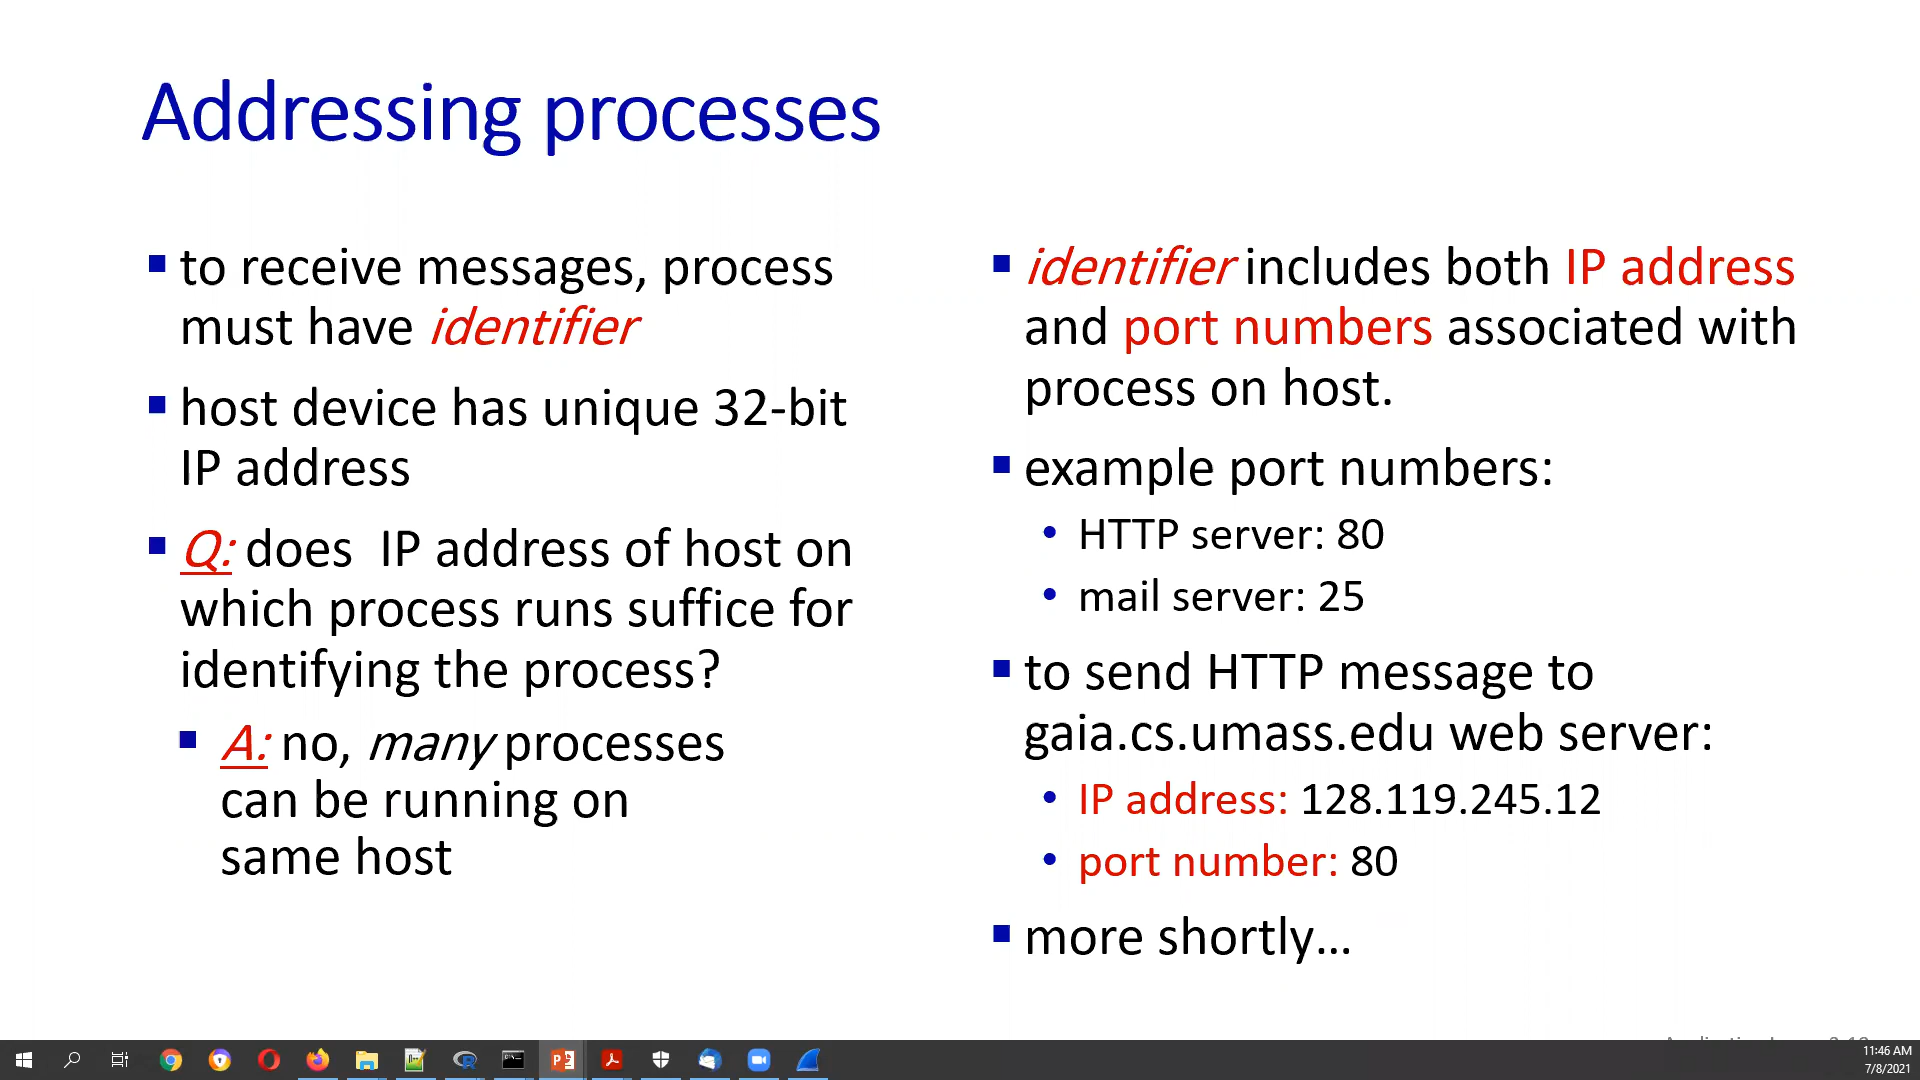 Addressing processes
to receive messages, process
must have identifier
host device has unique 32-bit
IP address
Q: does  IP address of host on
which process runs suffice for
identifying the process?
A: no, many processes
can be running on
same host
identifier includes both IP address
and port numbers associated with
process on host.
example port numbers:
HTTP server: 80
mail server: 25
to send HTTP message to
gaia.cs.umass.edu web server:
IP address: 128.119.245.12
port number: 80
more shortly…
11:46 AM
7/8/2021